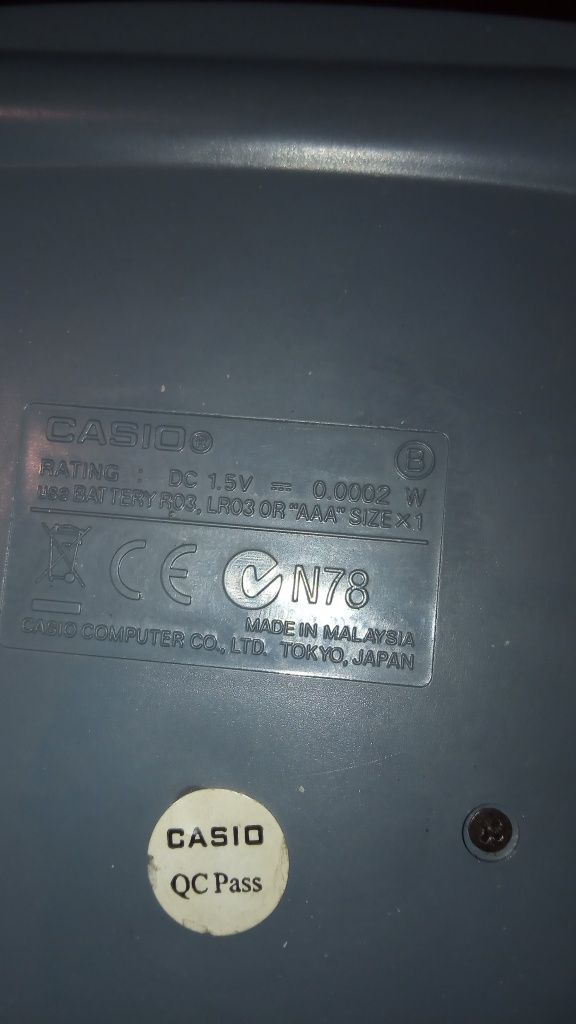 CASIO®
B
RATING : DC 1.5V ⎓ 0.0002 W
use BATTERY R03, LR03 OR "AAA" SIZE × 1
CE N78
MADE IN MALAYSIA
CASIO COMPUTER CO., LTD. TOKYO, JAPAN
CASIO
QC Pass